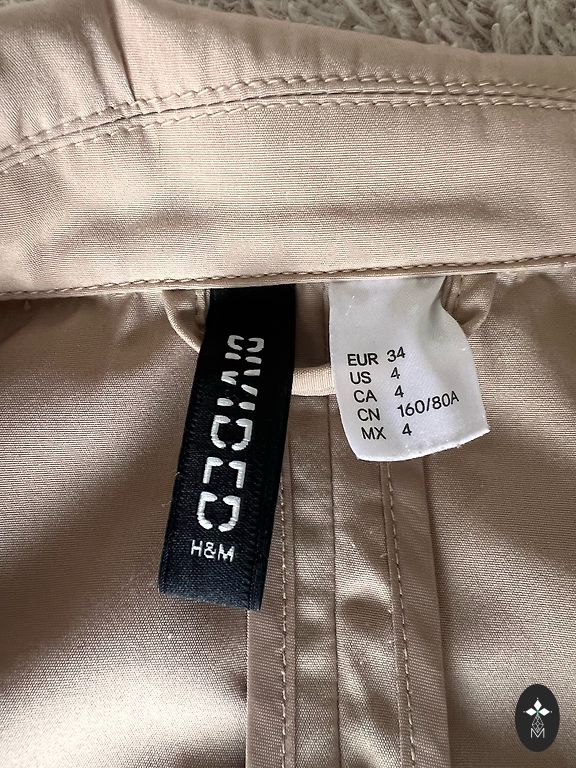 DIVIDED
H&M
EUR 34
US 4
CA 4
CN 160/80A
MX 4
M